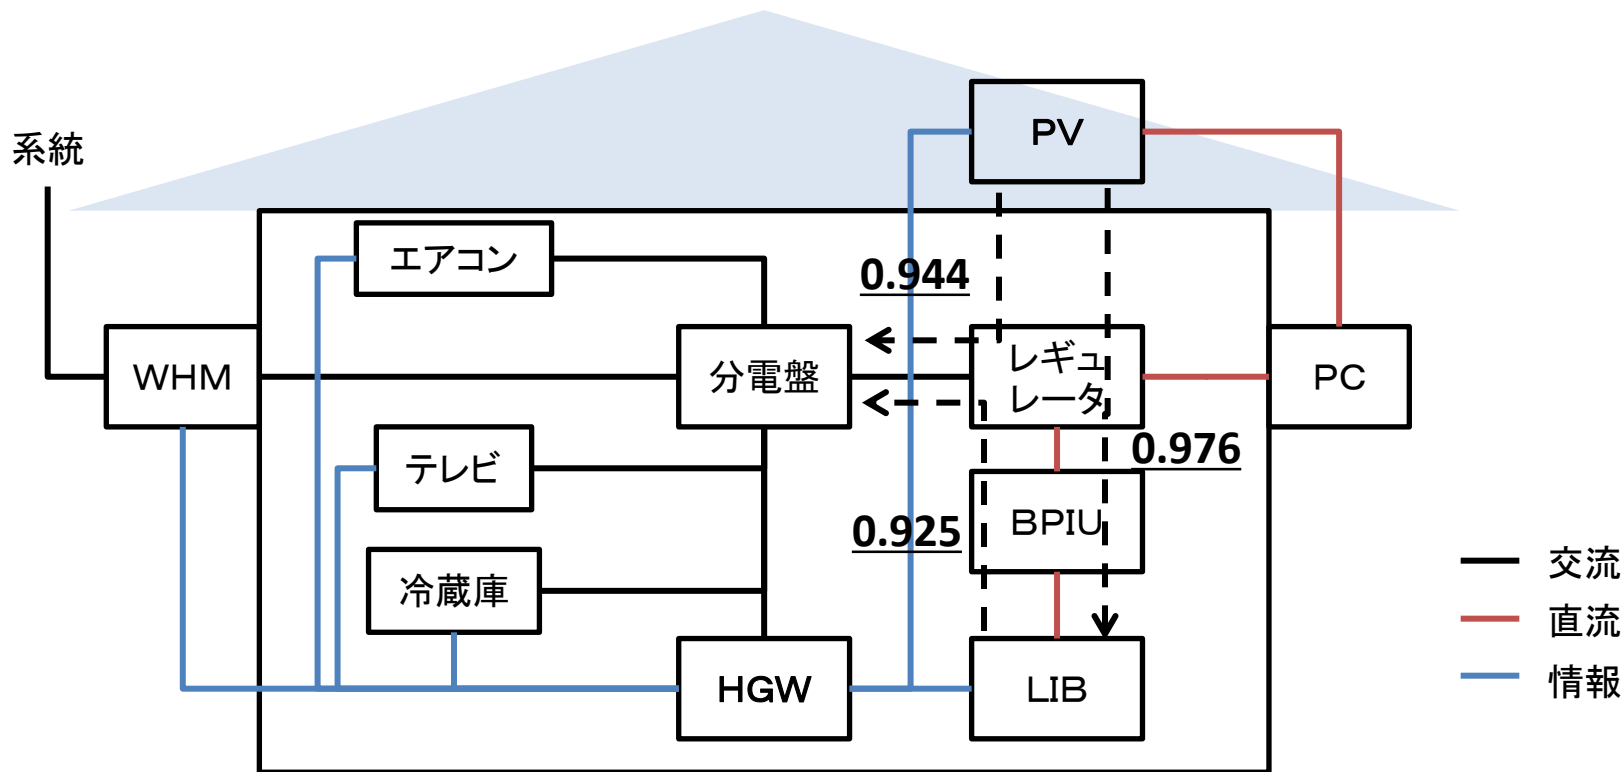 PV
系統
エアコン
0.944
WHM
分電盤
レギュ
レータ
PC
テレビ
0.976
BPIU
0.925
冷蔵庫
交流
直流
情報
HGW
LIB